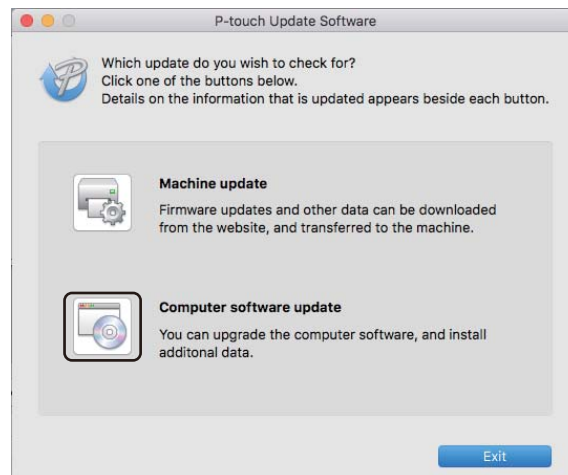 P-touch Update Software
Which update do you wish to check for?
Click one of the buttons below.
Details on the information that is updated appears beside each button.
Machine update
Firmware updates and other data can be downloaded
from the website, and transferred to the machine.
Computer software update
You can upgrade the computer software, and install
additonal data.
Exit